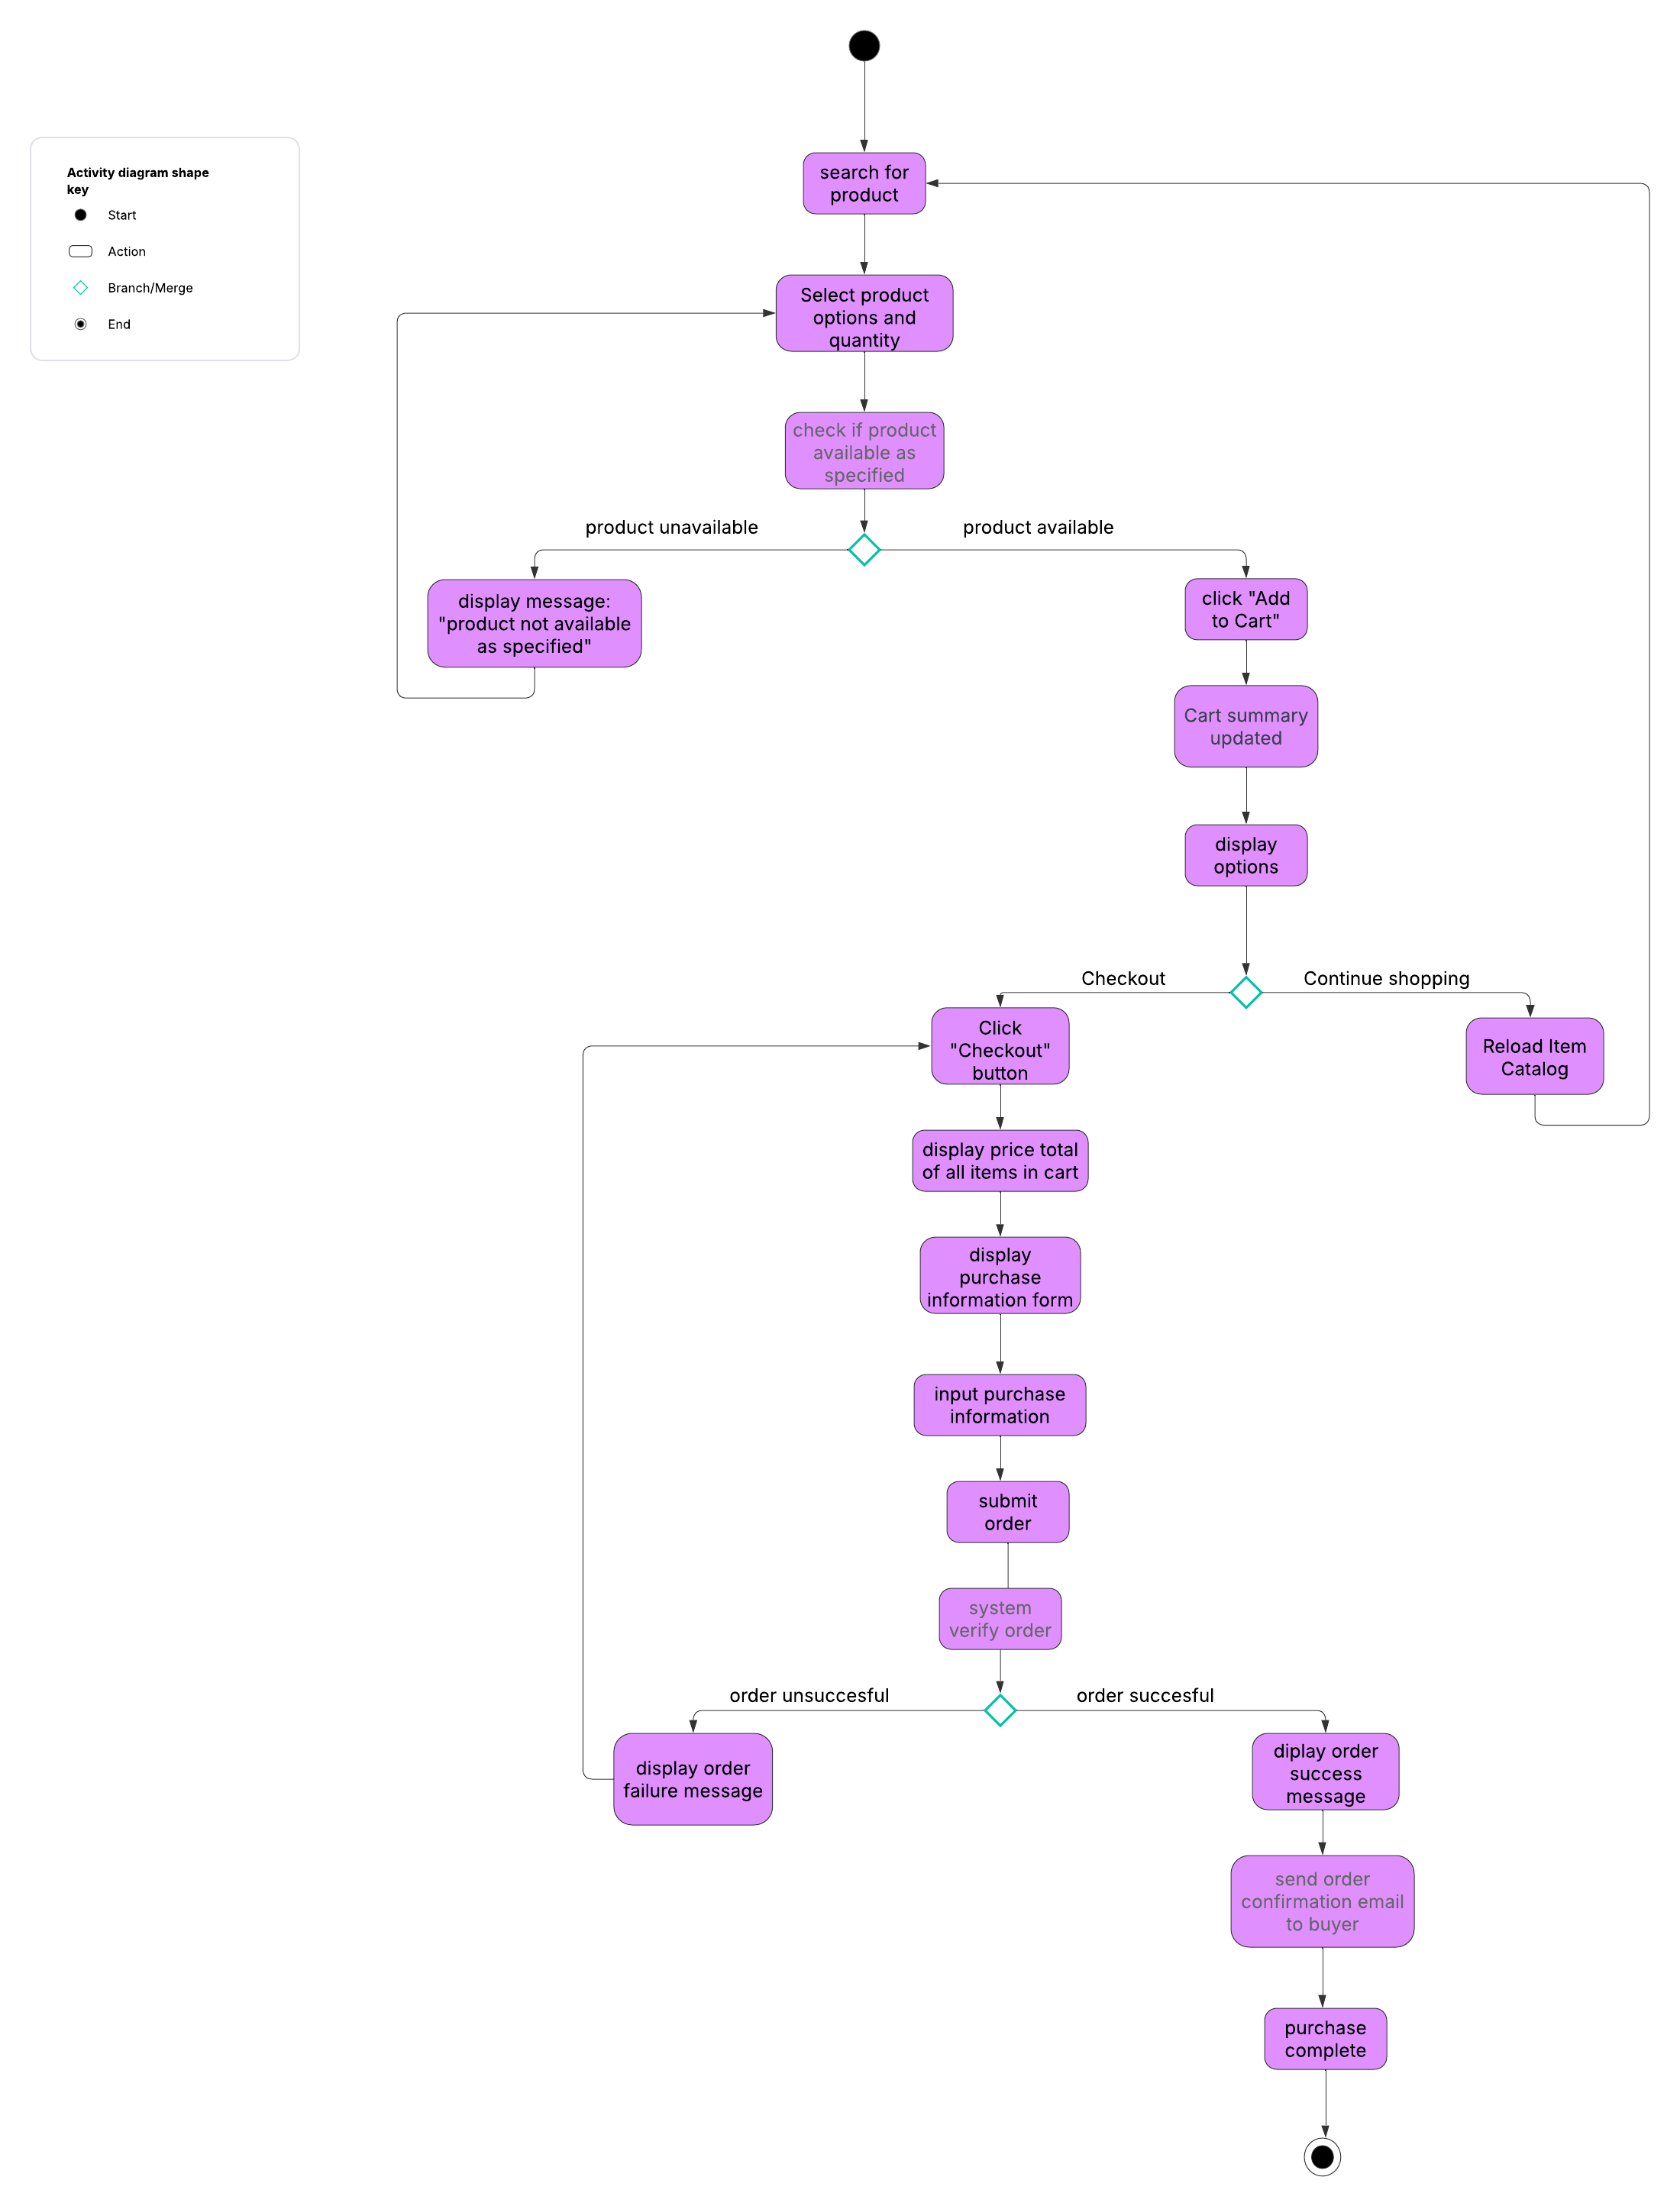 Activity diagram shape
key
Start
Action
Branch/Merge
End
search for
product
Select product
options and
quantity
check if product
available as
specified
product unavailable
product available
display message:
"product not available
as specified"
click "Add
to Cart"
Cart summary
updated
display
options
Checkout
Continue shopping
Click
"Checkout"
button
Reload Item
Catalog
display price total
of all items in cart
display
purchase
information form
input purchase
information
submit
order
system
verify order
order unsuccesful
order succesful
display order
failure message
diplay order
success
message
send order
confirmation email
to buyer
purchase
complete